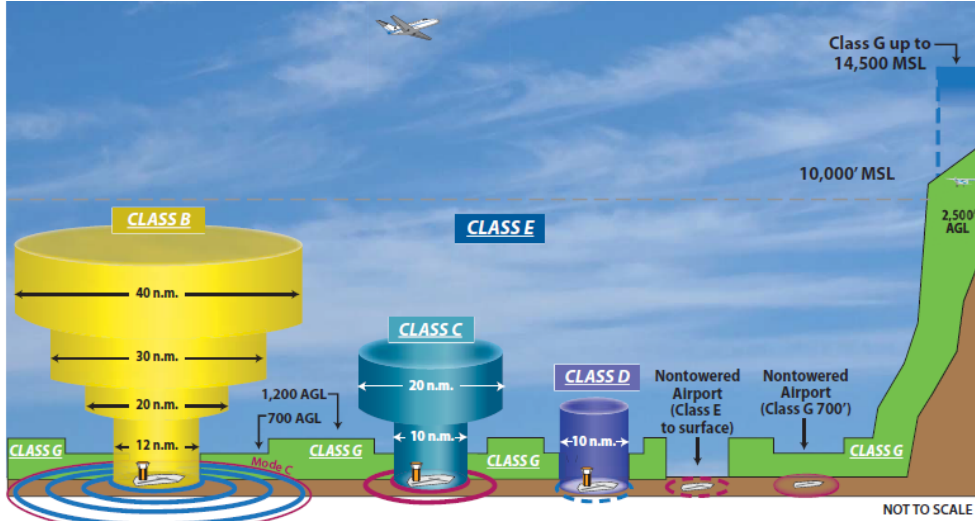 Class G up to
14,500 MSL
10,000’ MSL
CLASS B
CLASS E
2,500’
AGL
40 n.m.
CLASS C
30 n.m.
CLASS D
Nontowered
Airport
(Class E
to surface)
Nontowered
Airport
(Class G 700’)
20 n.m.
1,200 AGL
20 n.m.
700 AGL
12 n.m.
10 n.m.
10 n.m.
CLASS G
CLASS G
CLASS G
CLASS G
Mode C
NOT TO SCALE